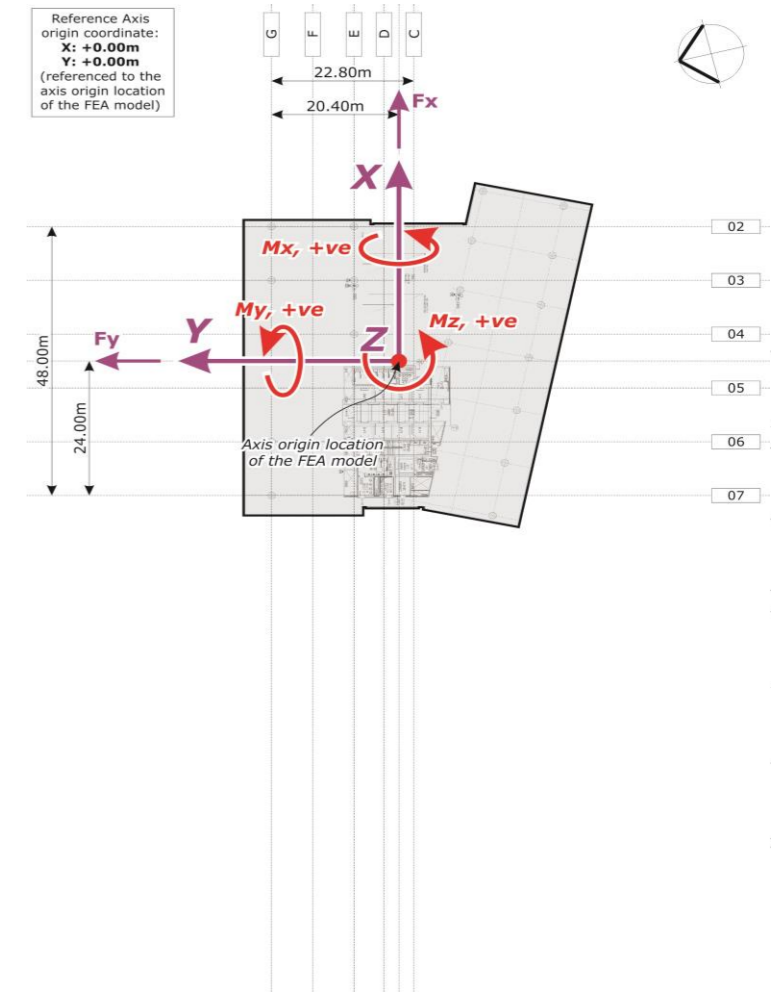 Reference Axis
origin coordinate:
X: +0.00m
Y: +0.00m
(referenced to the
axis origin location
of the FEA model)
G
F
E
D
C
22.80m
20.40m
Fx
X
02
Mx, +ve
03
My, +ve
Mz, +ve
04
Fy
Y
Z
48.00m
05
24.00m
Axis origin location
of the FEA model
06
07